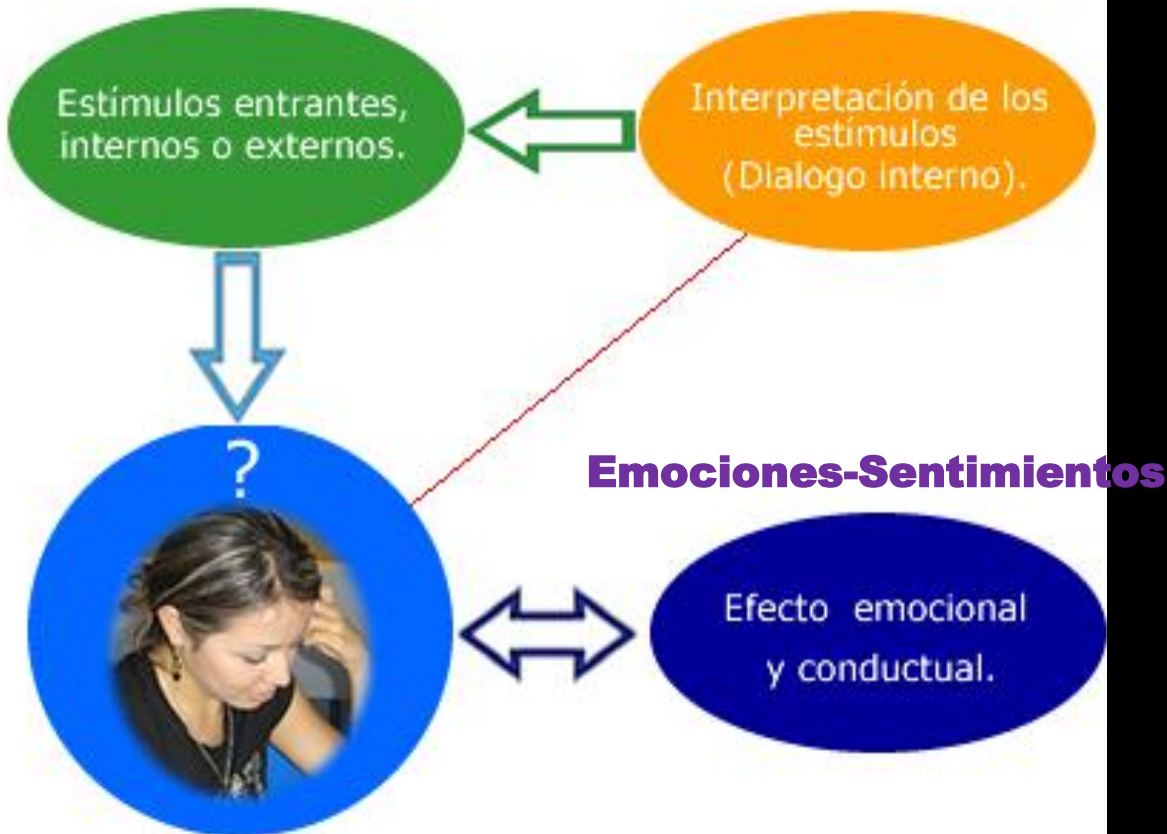 Estímulos entrantes,
internos o externos.
Interpretación de los
estímulos
(Dialogo interno).
?
Emociones-Sentimientos
Efecto emocional
y conductual.